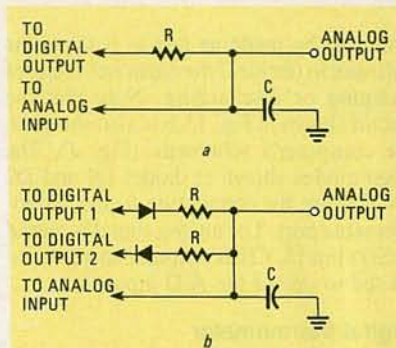 TO
DIGITAL
OUTPUT
R
ANALOG
OUTPUT
TO
ANALOG
INPUT
C
a
TO DIGITAL
OUTPUT 1
R
ANALOG
OUTPUT
TO DIGITAL
OUTPUT 2
R
TO ANALOG
INPUT
C
b